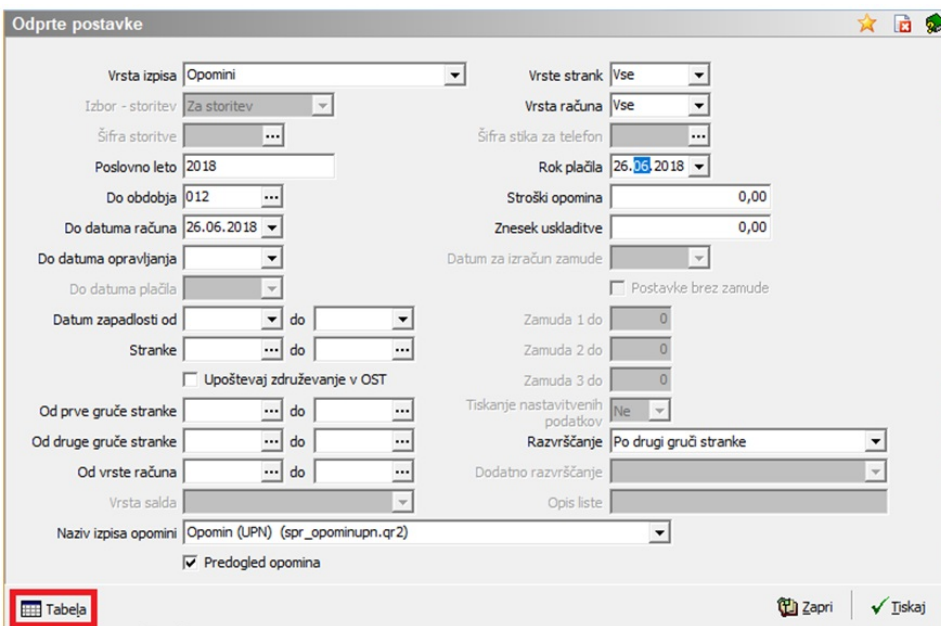 Odprte postavke
Vrsta izpisa Opomini Vrste strank Vse
Izbor - storitev Za storitev Vrsta računa Vse
Šifra storitve ... Šifra stika za telefon ...
Poslovno leto 2018 Rok plačila 26.06.2018
Do obdobja 012 ... Stroški opomina 0,00
Do datuma računa 26.06.2018 Znesek uskladitve 0,00
Do datuma opravljanja Datum za izračun zamude
Do datuma plačila Postavke brez zamude
Datum zapadlosti od do Zamuda 1 do 0
Stranke ... do ... Zamuda 2 do 0
Upoštevaj združevanje v OST Zamuda 3 do 0
Od prve gruče stranke ... do ... Tiskanje nastavitvenih podatkov Ne
Od druge gruče stranke ... do ... Razvrščanje Po drugi gruči stranke
Od vrste računa ... do ... Dodatno razvrščanje
Vrsta salda Opis liste
Naziv izpisa opomini Opomin (UPN) (spr_opominupn.qr2)
Predogled opomina
Tabela Zapri Tiskaj